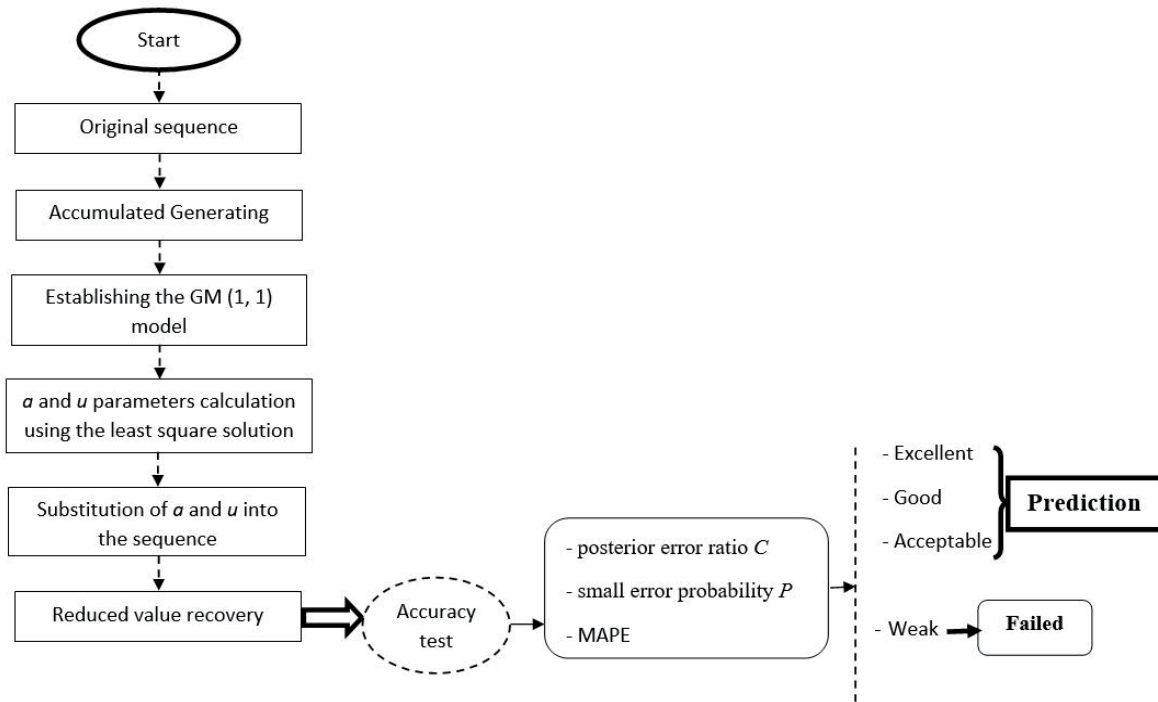 Start
Original sequence
Accumulated Generating
Establishing the GM (1, 1)
model
a and u parameters calculation
using the least square solution
Substitution of a and u into
the sequence
Reduced value recovery
Accuracy
test
- posterior error ratio C
- small error probability P
- MAPE
- Excellent
- Good
- Acceptable
Prediction
- Weak
Failed